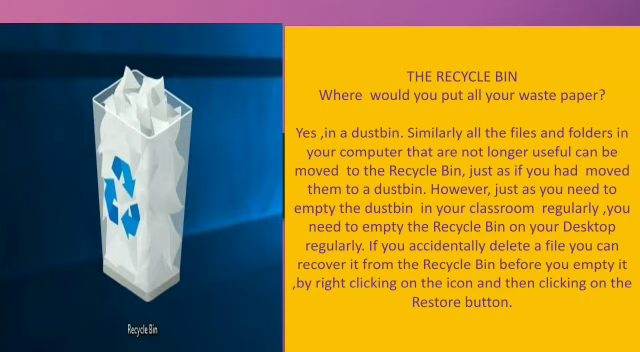 THE RECYCLE BIN
Where would you put all your waste paper?
Yes ,in a dustbin. Similarly all the files and folders in
your computer that are not longer useful can be
moved to the Recycle Bin, just as if you had moved
them to a dustbin. However, just as you need to
empty the dustbin in your classroom regularly ,you
need to empty the Recycle Bin on your Desktop
regularly. If you accidentally delete a file you can
recover it from the Recycle Bin before you empty it
,by right clicking on the icon and then clicking on the
Restore button.
Recycle Bin